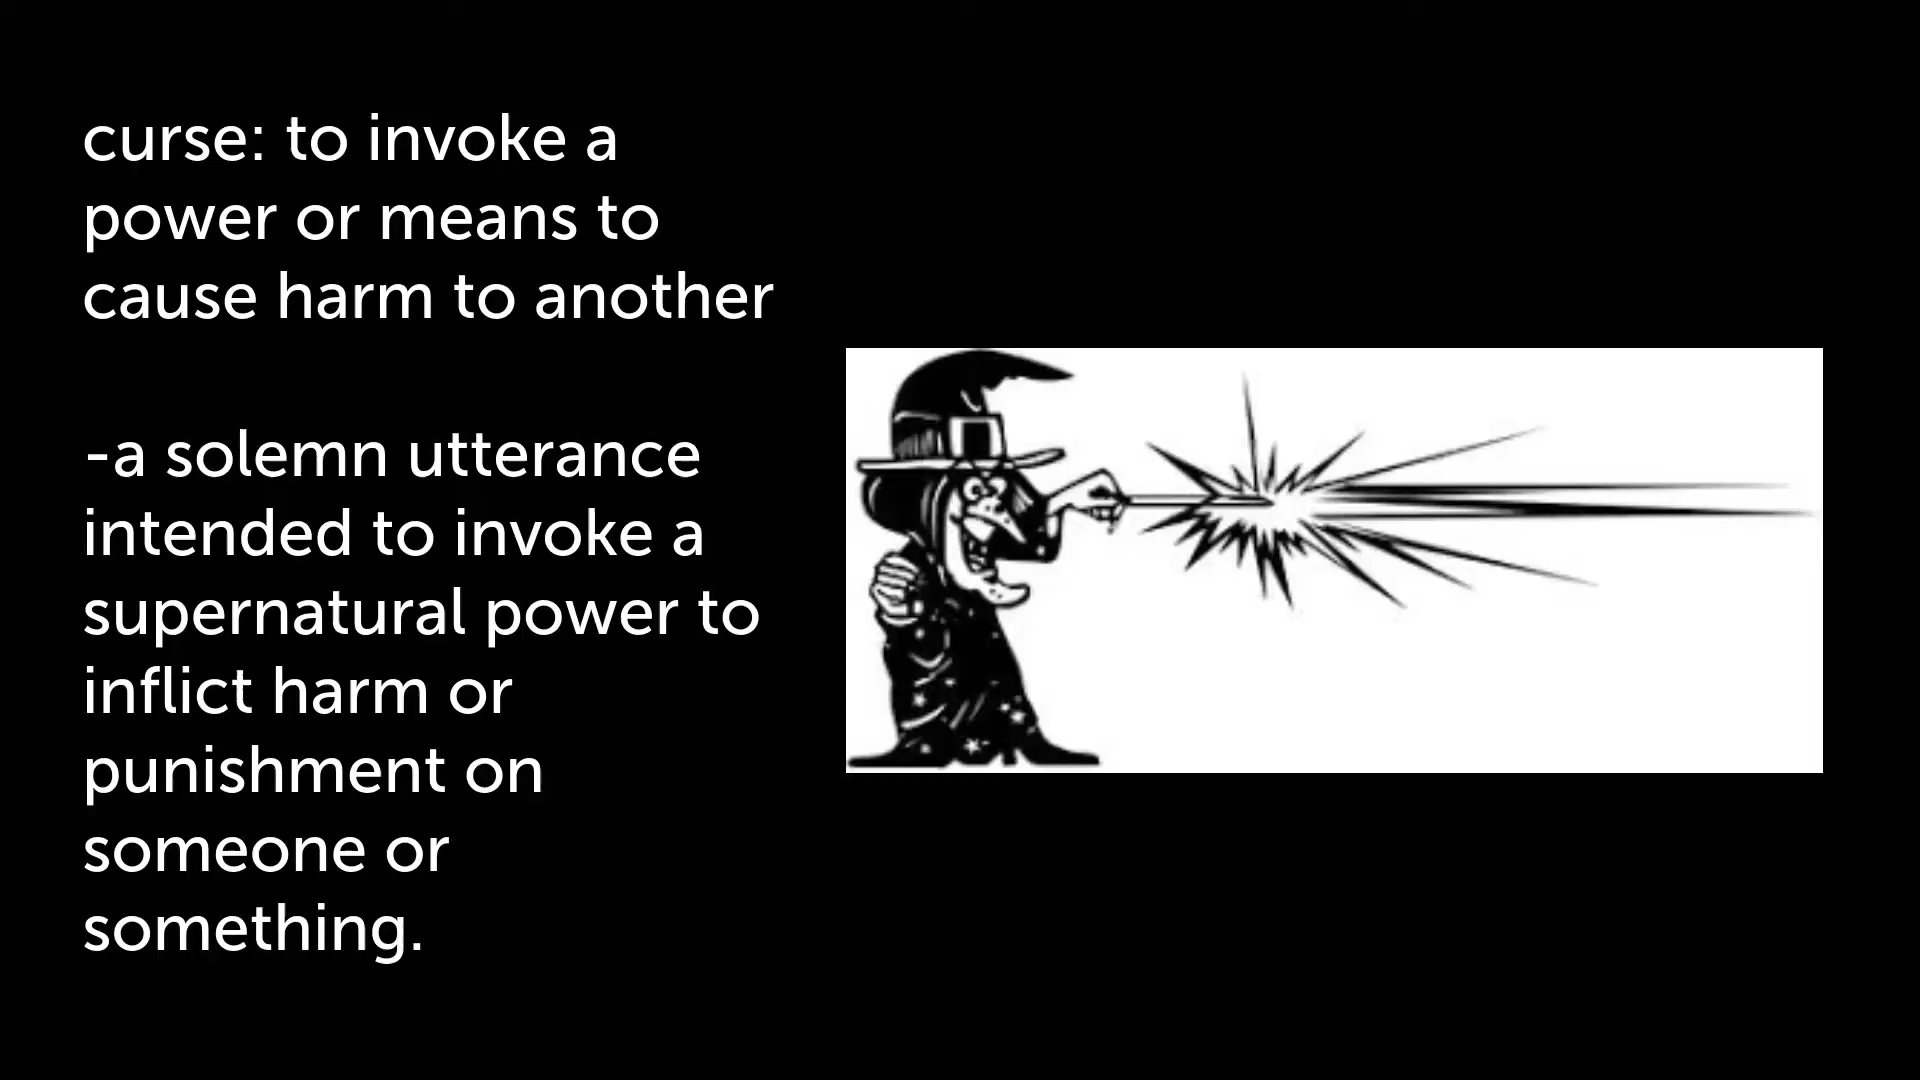 curse: to invoke a
power or means to
cause harm to another
-a solemn utterance
intended to invoke a
supernatural power to
inflict harm or
punishment on
someone or
something.